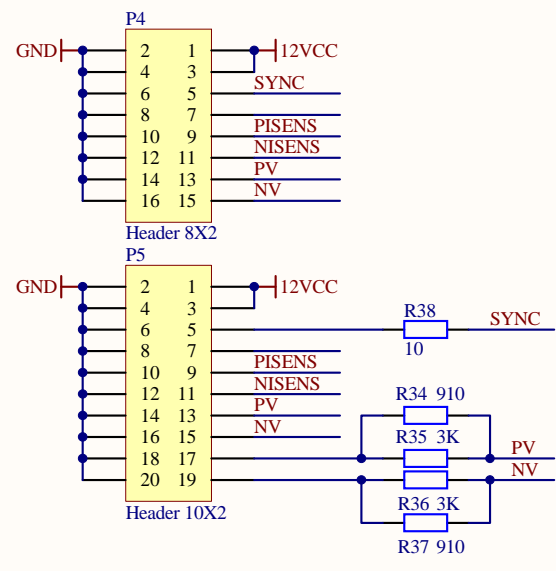 P4
GND 2 1 12VCC
4 3
6 5 SYNC
8 7
10 9 PISENS
12 11 NISENS
14 13 PV
16 15 NV
Header 8X2
P5
GND 2 1 12VCC
4 3
6 5 R38 10 SYNC
8 7
10 9 PISENS
12 11 NISENS
14 13 PV
16 15 NV
18 17 R34 910 R35 3K PV
20 19 R36 3K R37 910 NV
Header 10X2